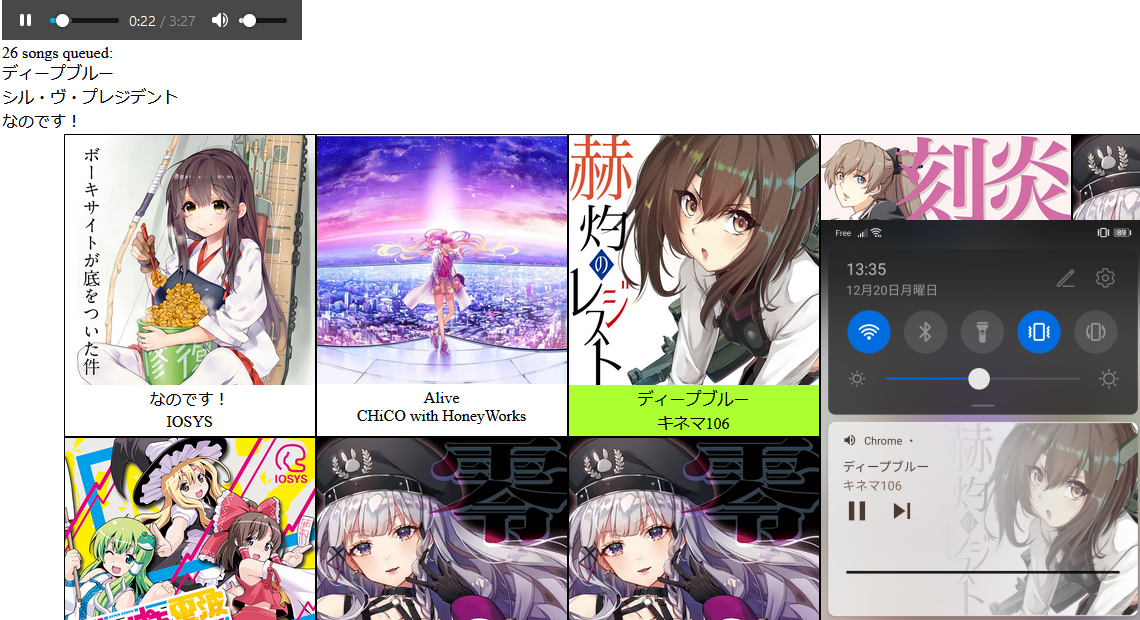 0:22 / 3:27
26 songs queued:
ディープブルー
シル・ヴ・プレジデント
なのです！
ボーキサイトが底をついた件
なのです！
IOSYS
Alive
CHiCO with HoneyWorks
赫灼のレジスト
ディープブルー
キネマ106
刻炎
Free
89
13:35
12月20日月曜日
Chrome •
ディープブルー
キネマ106
赫灼のレジスト
IOSYS
電波
零
零